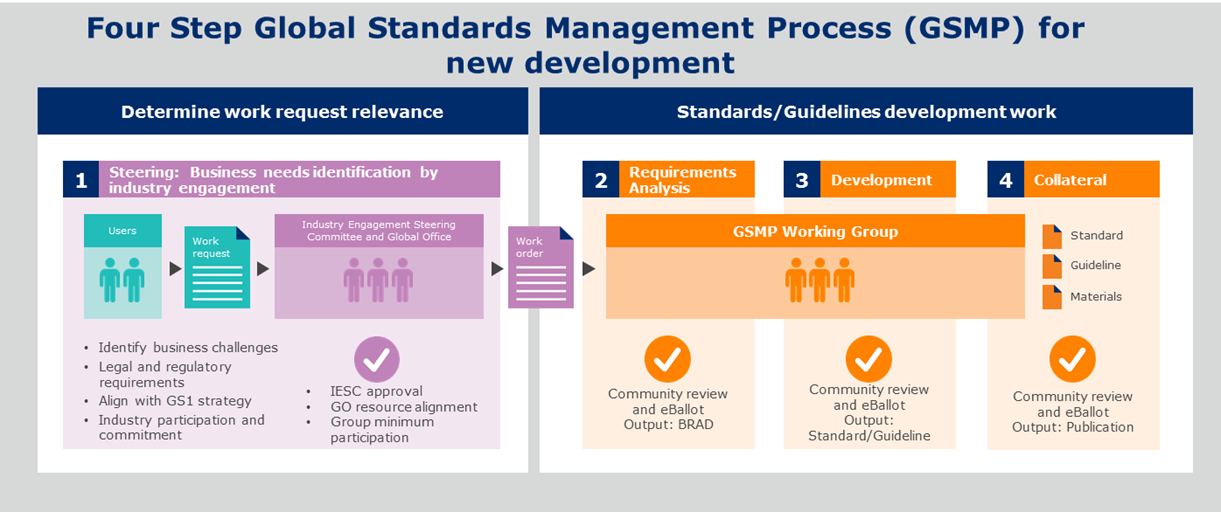 Four Step Global Standards Management Process (GSMP) for
new development
Determine work request relevance
Standards/Guidelines development work
1
Steering: Business needs identification by
industry engagement
2
Requirements
Analysis
3
Development
4
Collateral
Users
Work
request
Industry Engagement Steering
Committee and Global Office
Work
order
GSMP Working Group
Standard
Guideline
Materials
• Identify business challenges
• Legal and regulatory
requirements
• Align with GS1 strategy
• Industry participation and
commitment
• IESC approval
• GO resource alignment
• Group minimum
participation
Community review
and eBallot
Output: BRAD
Community review
and eBallot
Output:
Standard/Guideline
Community review
and eBallot
Output: Publication